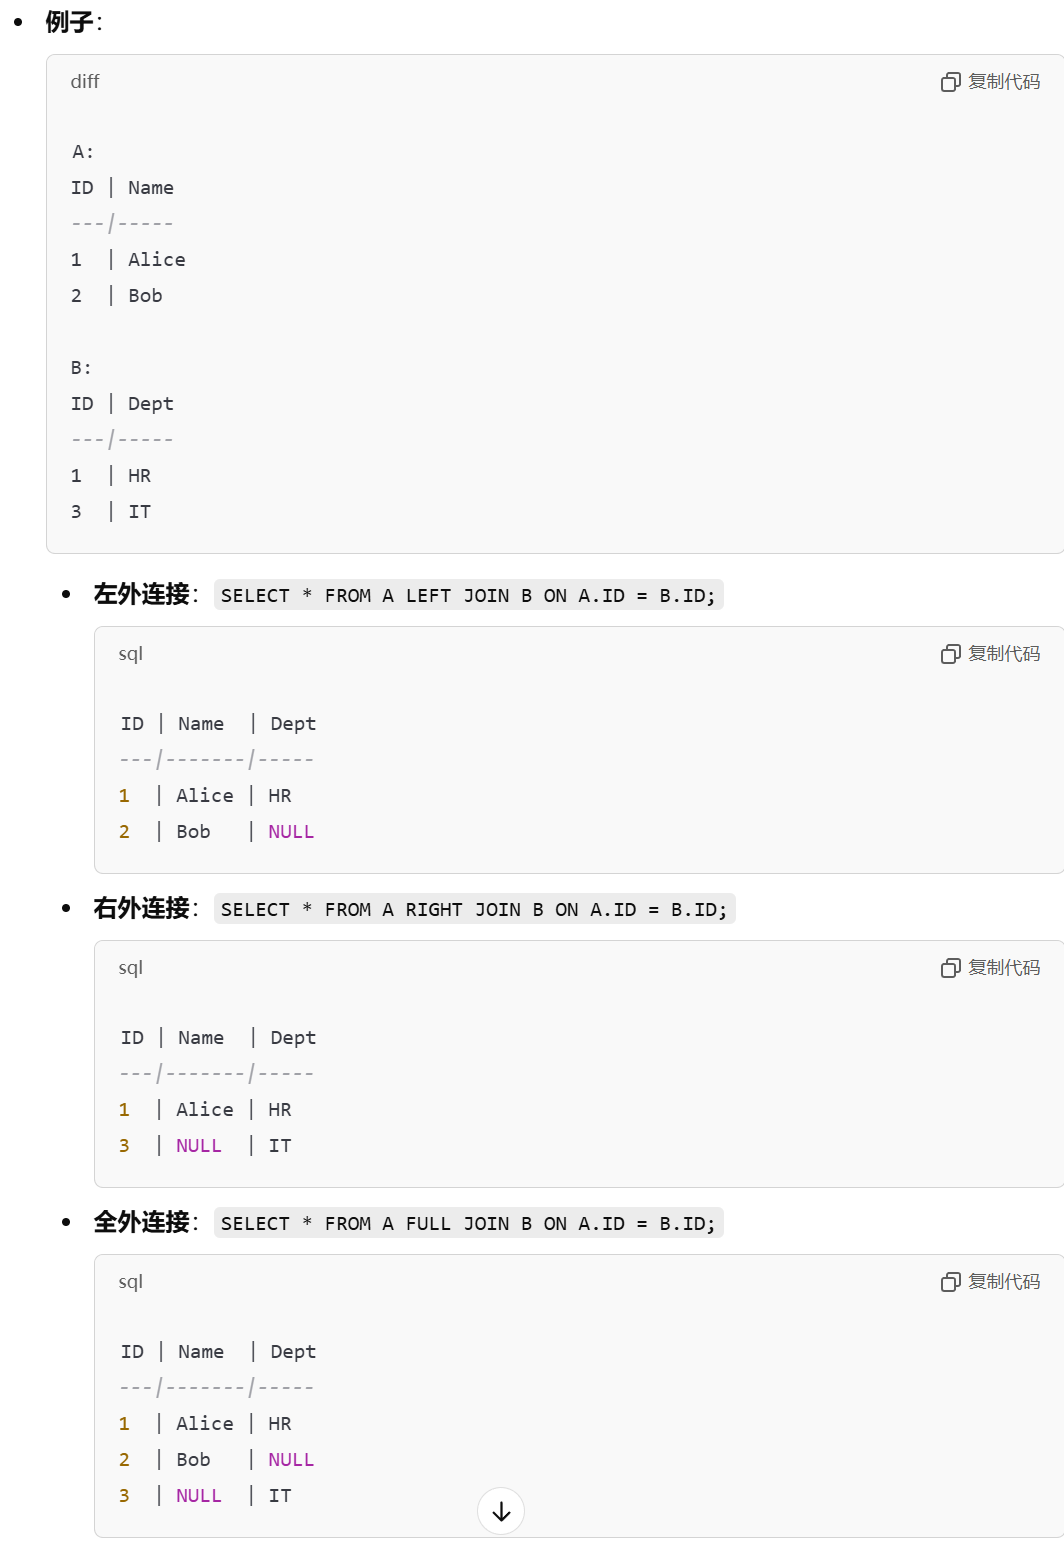 例子：
diff 复制代码
A:
ID | Name
---|-----
1  | Alice
2  | Bob
B:
ID | Dept
---|-----
1  | HR
3  | IT
左外连接： SELECT * FROM A LEFT JOIN B ON A.ID = B.ID;
sql 复制代码
ID | Name  | Dept
---|-------|-----
1  | Alice | HR
2  | Bob   | NULL
右外连接： SELECT * FROM A RIGHT JOIN B ON A.ID = B.ID;
sql 复制代码
ID | Name  | Dept
---|-------|-----
1  | Alice | HR
3  | NULL  | IT
全外连接： SELECT * FROM A FULL JOIN B ON A.ID = B.ID;
sql 复制代码
ID | Name  | Dept
---|-------|-----
1  | Alice | HR
2  | Bob   | NULL
3  | NULL  | IT